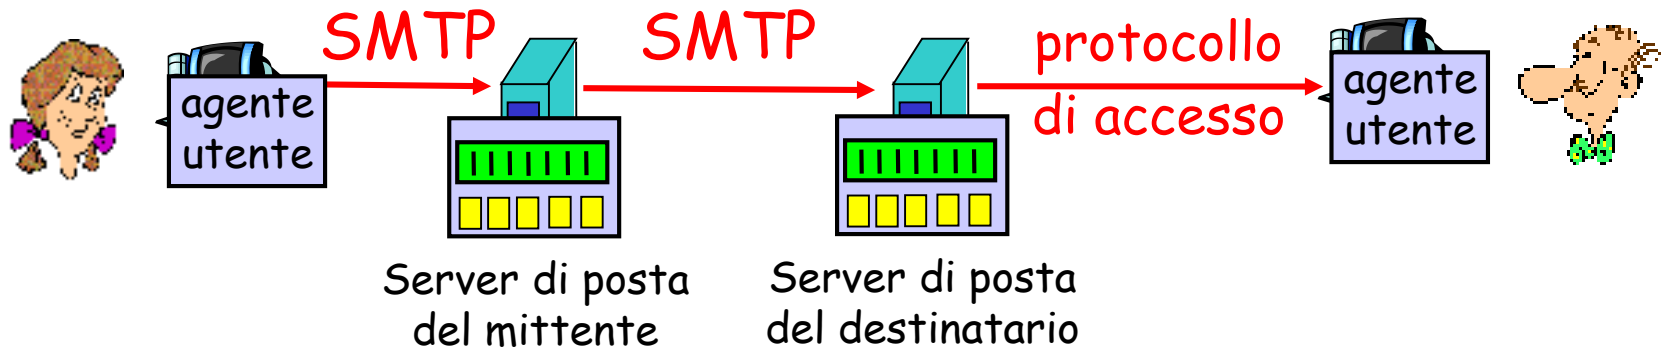 SMTP
SMTP
protocollo
di accesso
agente
utente
agente
utente
Server di posta
del mittente
Server di posta
del destinatario